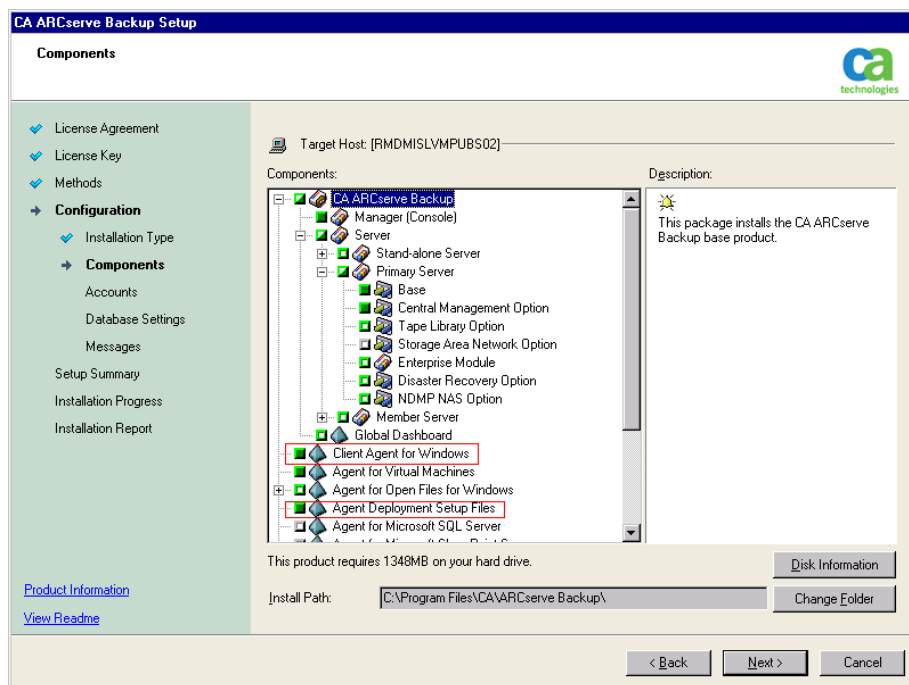 CA ARCserve Backup Setup
Components
ca
technologies
License Agreement
License Key
Methods
Configuration
Installation Type
Components
Accounts
Database Settings
Messages
Setup Summary
Installation Progress
Installation Report
Product Information
View Readme
Target Host: [RMDMISLVMPUBS02]
Components:
CA ARCserve Backup
Manager (Console)
Server
Stand-alone Server
Primary Server
Base
Central Management Option
Tape Library Option
Storage Area Network Option
Enterprise Module
Disaster Recovery Option
NDMP NAS Option
Member Server
Global Dashboard
Client Agent for Windows
Agent for Virtual Machines
Agent for Open Files for Windows
Agent Deployment Setup Files
Agent for Microsoft SQL Server
Description:
This package installs the CA ARCserve
Backup base product.
This product requires 1348MB on your hard drive.
Disk Information
Install Path:
C:\Program Files\CA\ARCserve Backup\
Change Folder
< Back
Next >
Cancel